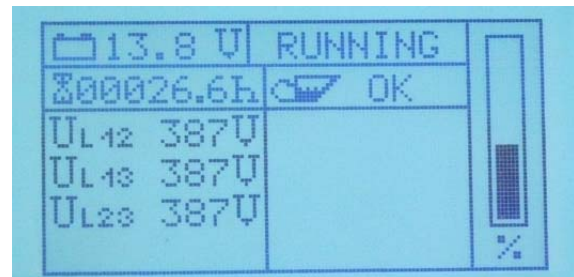 13.8 V RUNNING
00026.6h OK
UL12 387V
UL13 387V
UL23 387V
%